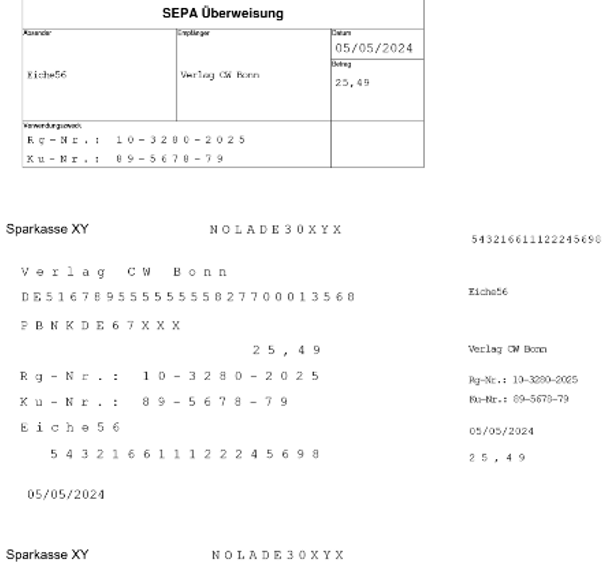 SEPA Überweisung
Absender
Empfänger
Datum
05/05/2024
Eiche56
Verlag CW Bonn
Betrag
25,49
Verwendungszweck
Rg-Nr.: 10-3280-2025
Ku-Nr.: 89-5678-79
Sparkasse XY
NOLADE30XYX
543216611122245698
Verlag CW Bonn
DE51678955555555827700013568
Eiche56
PBNKDE67XXX
25,49
Verlag CW Bonn
Rg-Nr.: 10-3280-2025
Rg-Nr.: 10-3280-2025
Ku-Nr.: 89-5678-79
Ku-Nr.: 89-5678-79
Eiche56
05/05/2024
543216611122245698
25,49
05/05/2024
Sparkasse XY
NOLADE30XYX